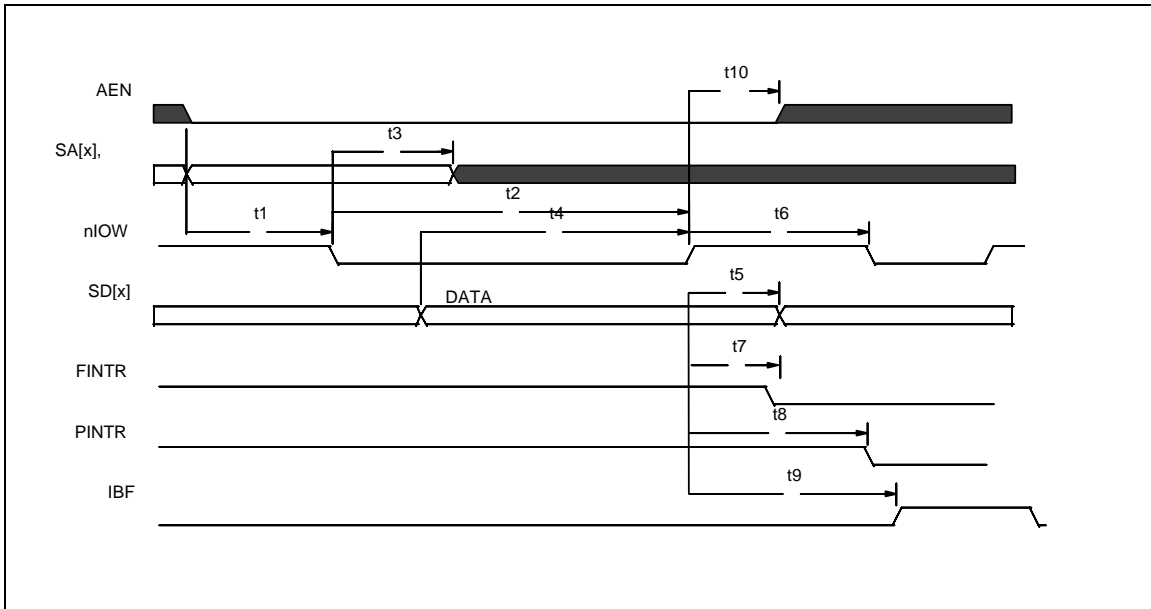 t10
AEN
t3
SA[x],
t2
t1
t4
t6
nIOW
t5
SD[x]
DATA
t7
FINTR
t8
PINTR
t9
IBF